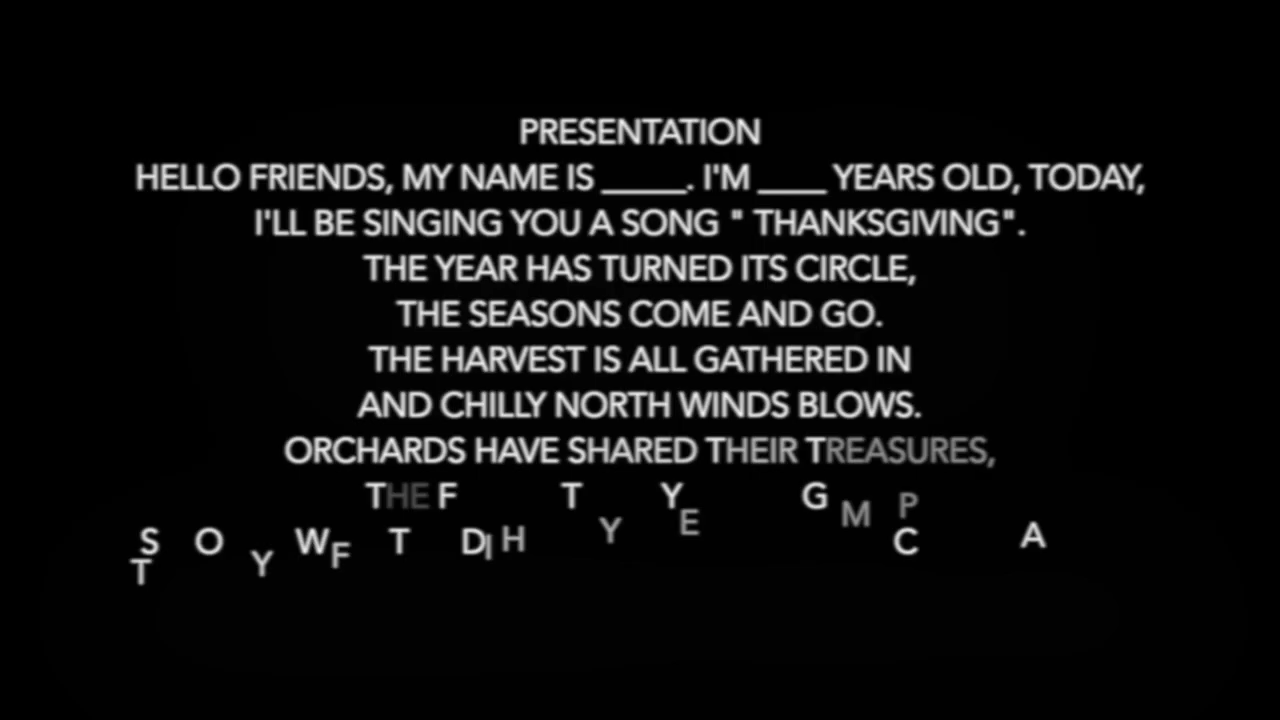 PRESENTATION
HELLO FRIENDS, MY NAME IS _____. I'M ____ YEARS OLD, TODAY,
I'LL BE SINGING YOU A SONG " THANKSGIVING".
THE YEAR HAS TURNED ITS CIRCLE,
THE SEASONS COME AND GO.
THE HARVEST IS ALL GATHERED IN
AND CHILLY NORTH WINDS BLOWS.
ORCHARDS HAVE SHARED THEIR TREASURES,
THE F T Y E G M P
S O Y W F T D I H Y C A
T